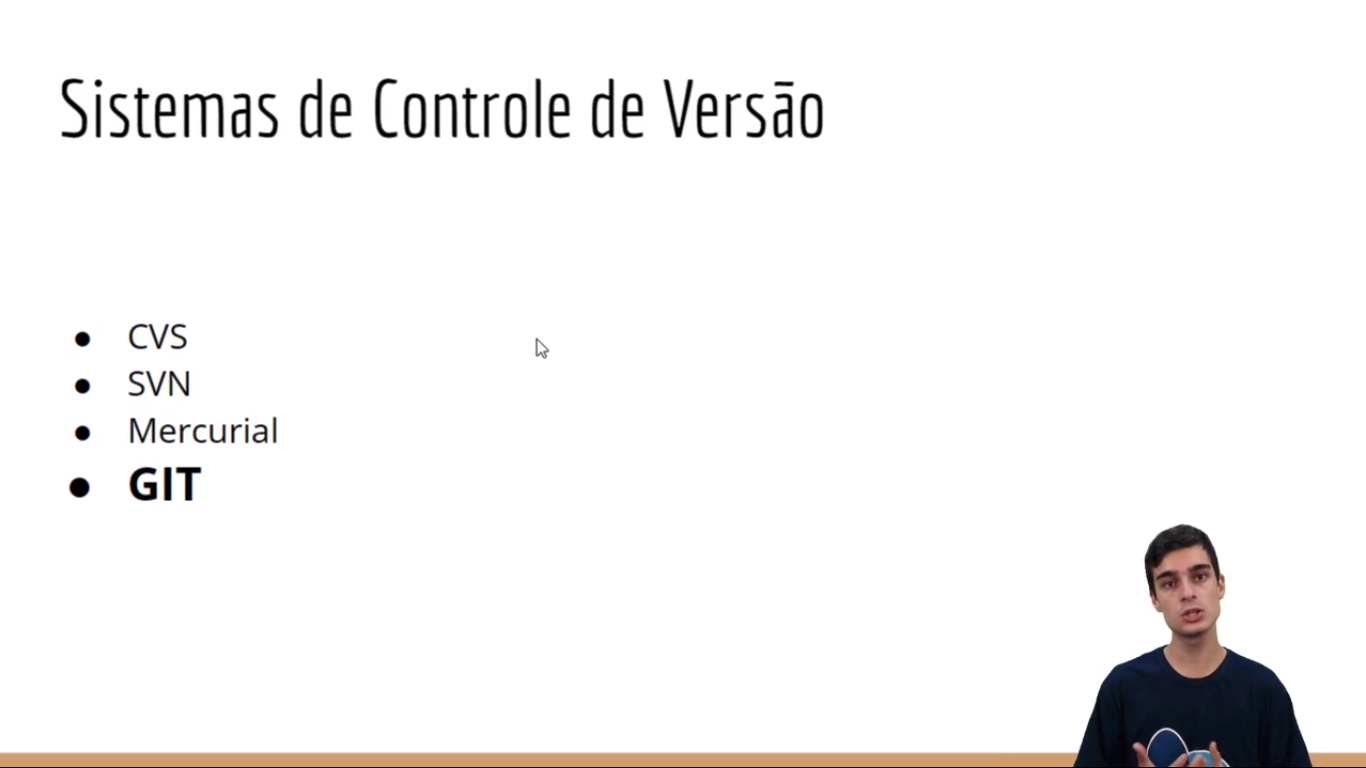 Sistemas de Controle de Versão
CVS
SVN
Mercurial
GIT